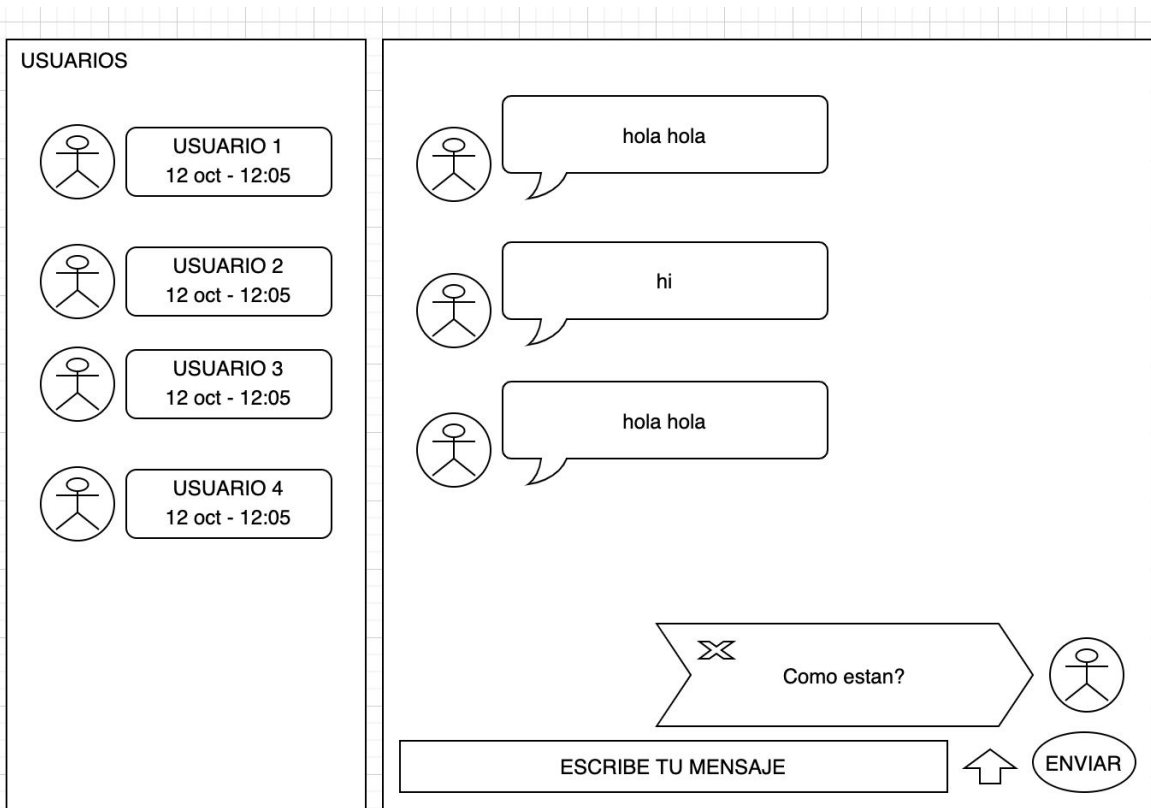 USUARIOS
USUARIO 1
12 oct - 12:05
USUARIO 2
12 oct - 12:05
USUARIO 3
12 oct - 12:05
USUARIO 4
12 oct - 12:05
hola hola
hi
hola hola
Como estan?
ESCRIBE TU MENSAJE
ENVIAR